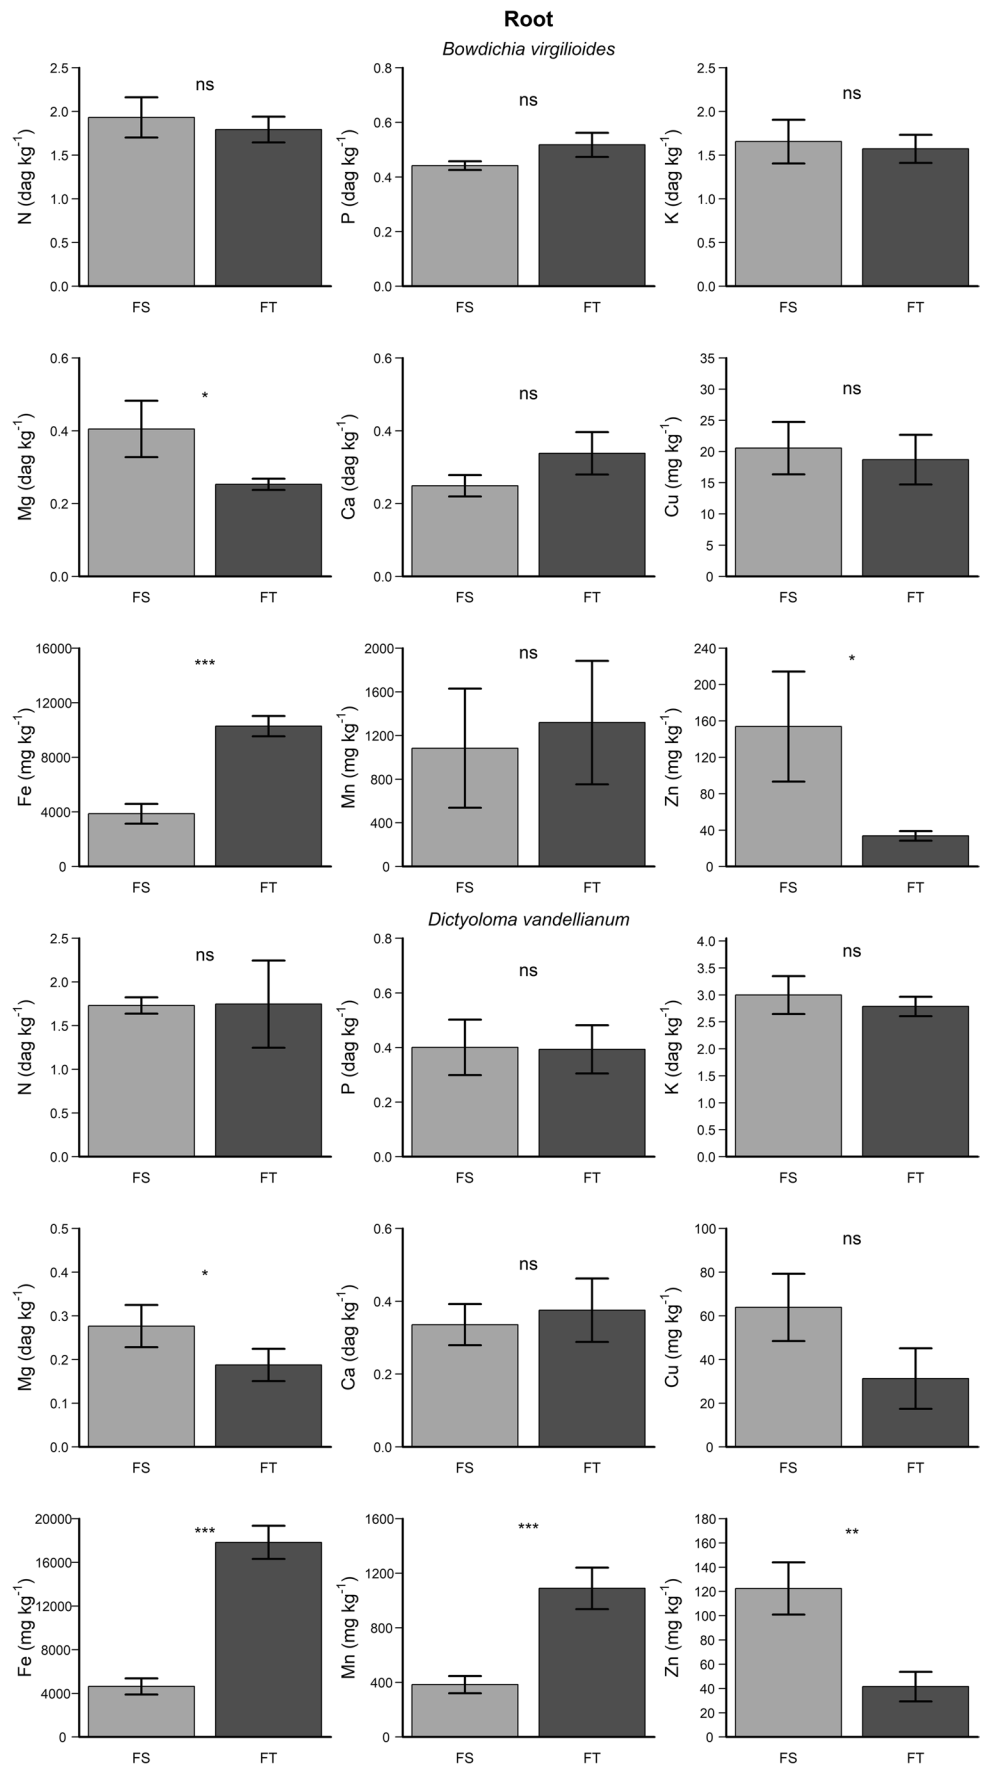 Root
Bowdichia virgilioides
N (dag kg-1)
2.5
2.0
1.5
1.0
0.5
0.0
ns
FS FT
P (dag kg-1)
0.8
0.6
0.4
0.2
0.0
ns
FS FT
K (dag kg-1)
2.5
2.0
1.5
1.0
0.5
0.0
ns
FS FT
Mg (dag kg-1)
0.6
0.4
0.2
0.0
*
FS FT
Ca (dag kg-1)
0.6
0.4
0.2
0.0
ns
FS FT
Cu (mg kg-1)
35
30
25
20
15
10
5
0
ns
FS FT
Fe (mg kg-1)
16000
12000
8000
4000
0
***
FS FT
Mn (mg kg-1)
2000
1600
1200
800
400
0
ns
FS FT
Zn (mg kg-1)
240
200
160
120
80
40
0
*
FS FT
Dictyoloma vandellianum
N (dag kg-1)
2.5
2.0
1.5
1.0
0.5
0.0
ns
FS FT
P (dag kg-1)
0.8
0.6
0.4
0.2
0.0
ns
FS FT
K (dag kg-1)
4.0
3.5
3.0
2.5
2.0
1.5
1.0
0.5
0.0
ns
FS FT
Mg (dag kg-1)
0.5
0.4
0.3
0.2
0.1
0.0
*
FS FT
Ca (dag kg-1)
0.6
0.4
0.2
0.0
ns
FS FT
Cu (mg kg-1)
100
80
60
40
20
0
ns
FS FT
Fe (mg kg-1)
20000
16000
12000
8000
4000
0
***
FS FT
Mn (mg kg-1)
1600
1200
800
400
0
***
FS FT
Zn (mg kg-1)
180
160
140
120
100
80
60
40
20
0
**
FS FT